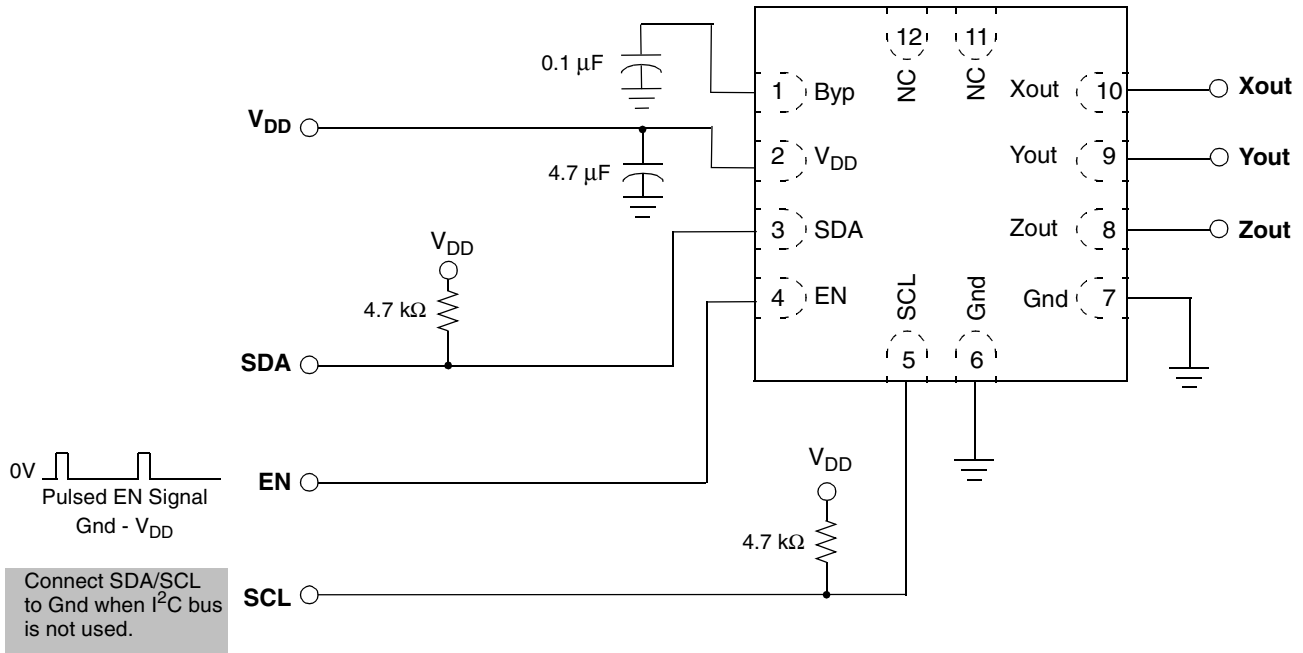 12
11
NC
NC
0.1 µF
1
Byp
Xout
10
Xout
VDD
2
VDD
Yout
9
Yout
4.7 µF
3
SDA
Zout
8
Zout
VDD
4.7 kΩ
4
EN
SCL
Gnd
Gnd
7
5
6
SDA
VDD
0V
EN
Pulsed EN Signal
Gnd - VDD
4.7 kΩ
Connect SDA/SCL
to Gnd when I²C bus
is not used.
SCL